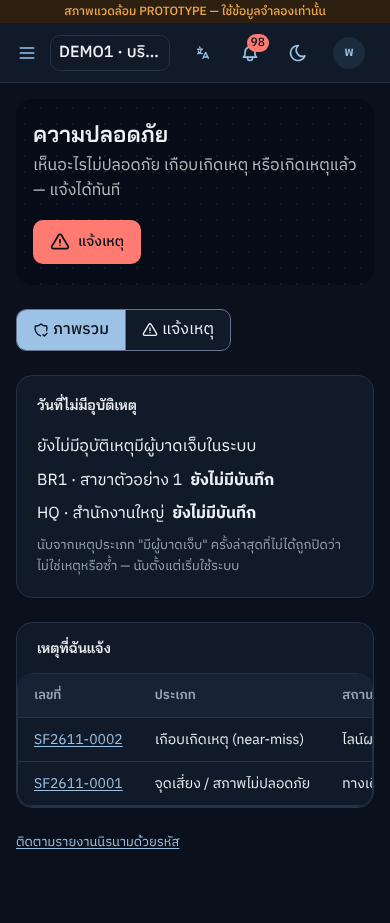 สภาพแวดล้อม PROTOTYPE — ใช้ข้อมูลจำลองเท่านั้น
DEMO1 · บริ...
98
พ
ความปลอดภัย
เห็นอะไรไม่ปลอดภัย เกือบเกิดเหตุ หรือเกิดเหตุแล้ว
— แจ้งได้ทันที
แจ้งเหตุ
ภาพรวม
แจ้งเหตุ
วันที่ไม่มีอุบัติเหตุ
ยังไม่มีอุบัติเหตุมีผู้บาดเจ็บในระบบ
BR1 · สาขาตัวอย่าง 1 ยังไม่มีบันทึก
HQ · สำนักงานใหญ่ ยังไม่มีบันทึก
นับจากเหตุประเภท "มีผู้บาดเจ็บ" ครั้งล่าสุดที่ไม่ได้ถูกปิดว่า
ไม่ใช่เหตุหรือซ้ำ — นับตั้งแต่เริ่มใช้ระบบ
เหตุที่ฉันแจ้ง
เลขที่ ประเภท สถาน
SF2611-0002 เกือบเกิดเหตุ (near-miss) ไลน์ผ
SF2611-0001 จุดเสี่ยง / สภาพไม่ปลอดภัย ทางเ
ติดตามรายงานนิรนามด้วยรหัส